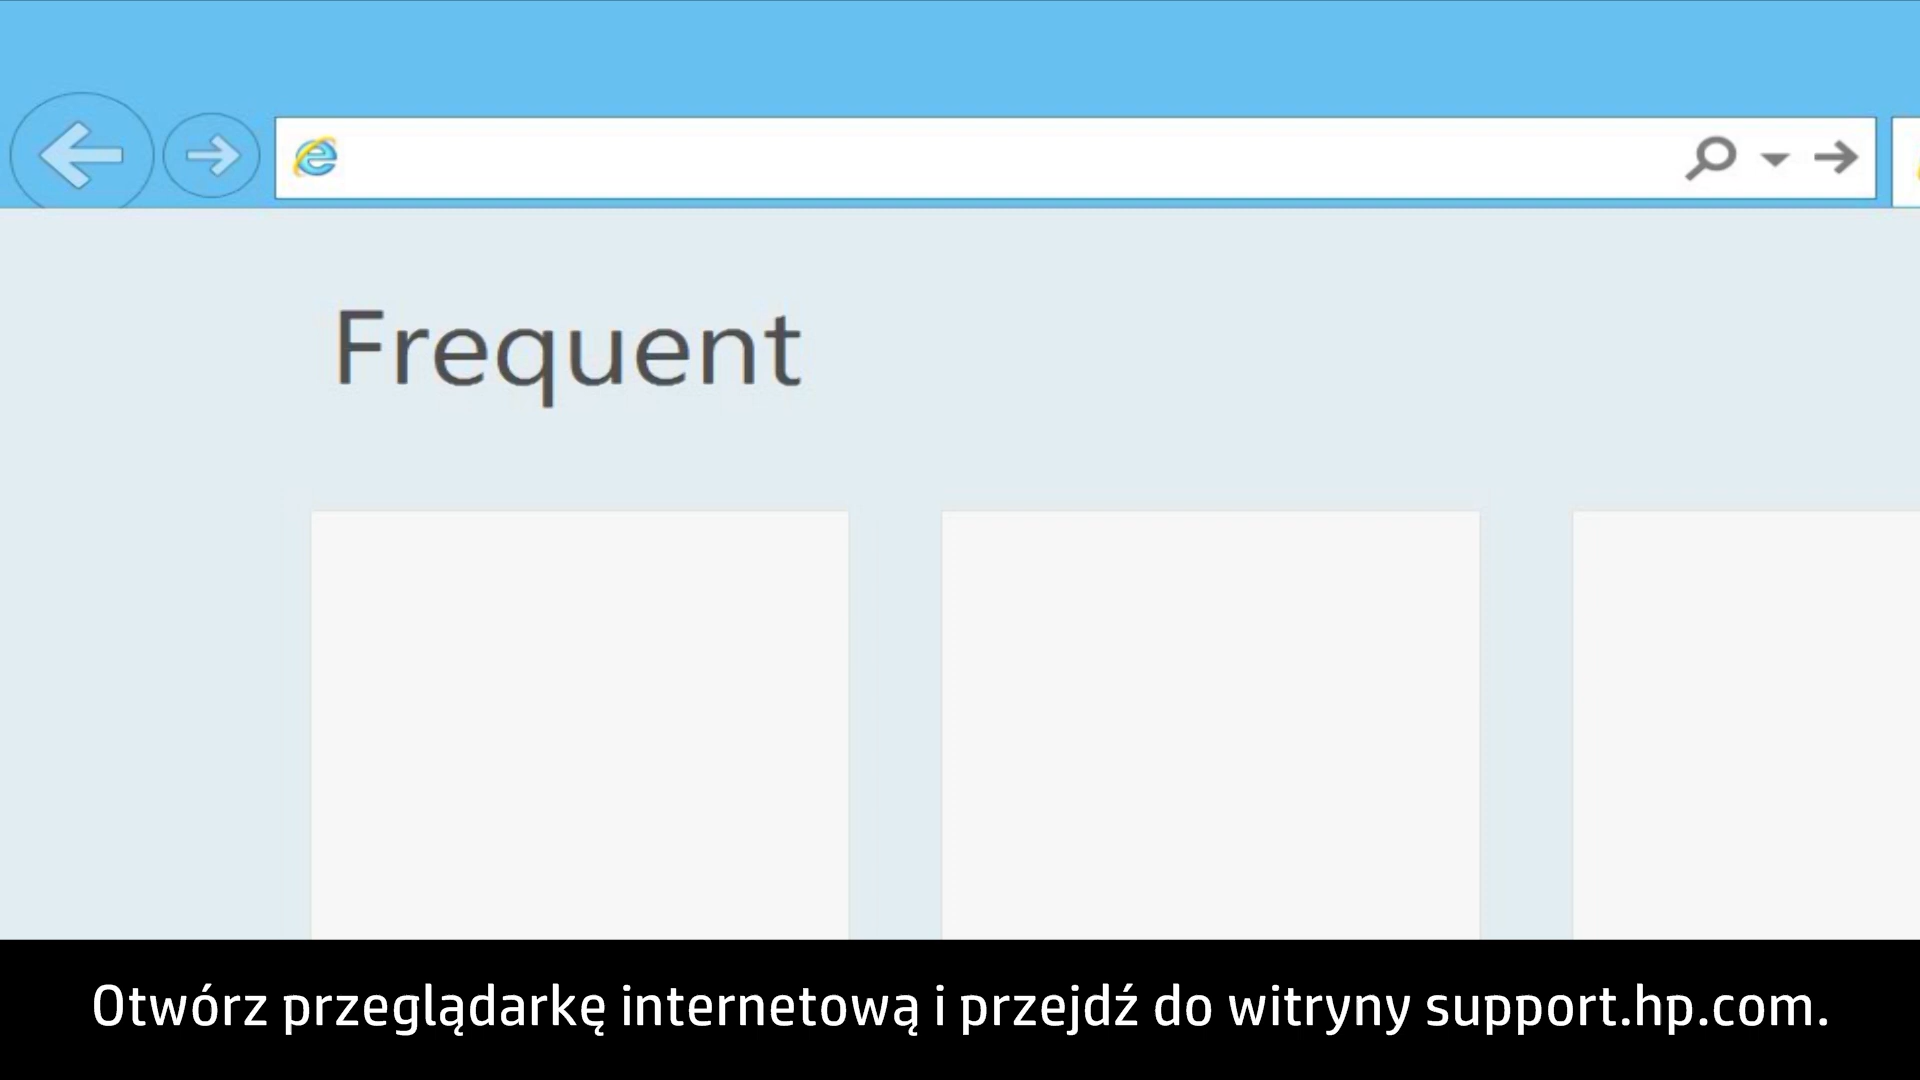 Frequent
Otwórz przeglądarkę internetową i przejdź do witryny support.hp.com.